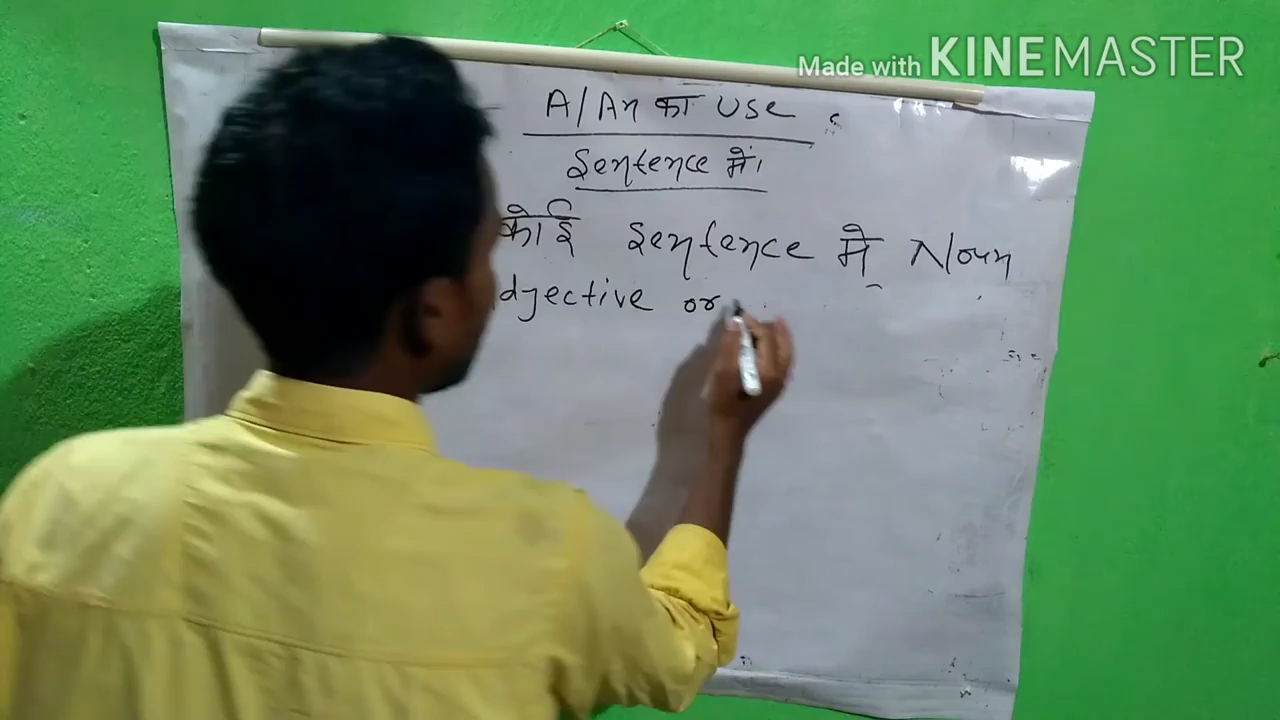 Made with KINEMASTER
A/An का use
Sentence में।
कोई Sentence में Noun
djective or